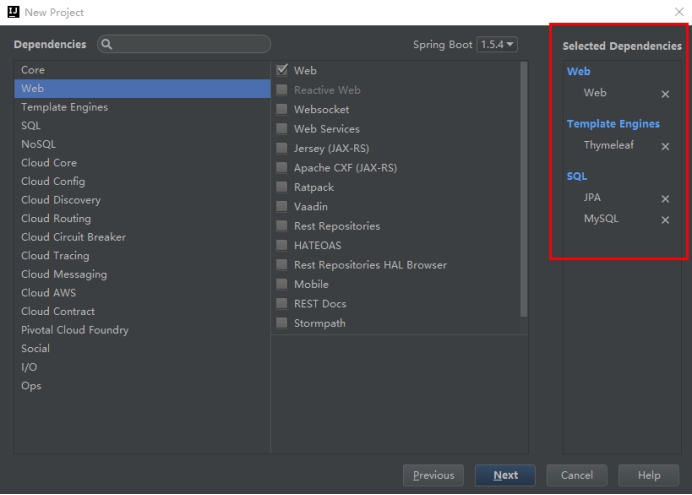 New Project
Dependencies
Spring Boot 1.5.4
Core
Web
Template Engines
SQL
NoSQL
Cloud Core
Cloud Config
Cloud Discovery
Cloud Routing
Cloud Circuit Breaker
Cloud Tracing
Cloud Messaging
Cloud AWS
Cloud Contract
Pivotal Cloud Foundry
Social
I/O
Ops
Web
Reactive Web
Websocket
Web Services
Jersey (JAX-RS)
Apache CXF (JAX-RS)
Ratpack
Vaadin
Rest Repositories
HATEOAS
Rest Repositories HAL Browser
Mobile
REST Docs
Stormpath
Selected Dependencies
Web
Web
Template Engines
Thymeleaf
SQL
JPA
MySQL
Previous
Next
Cancel
Help